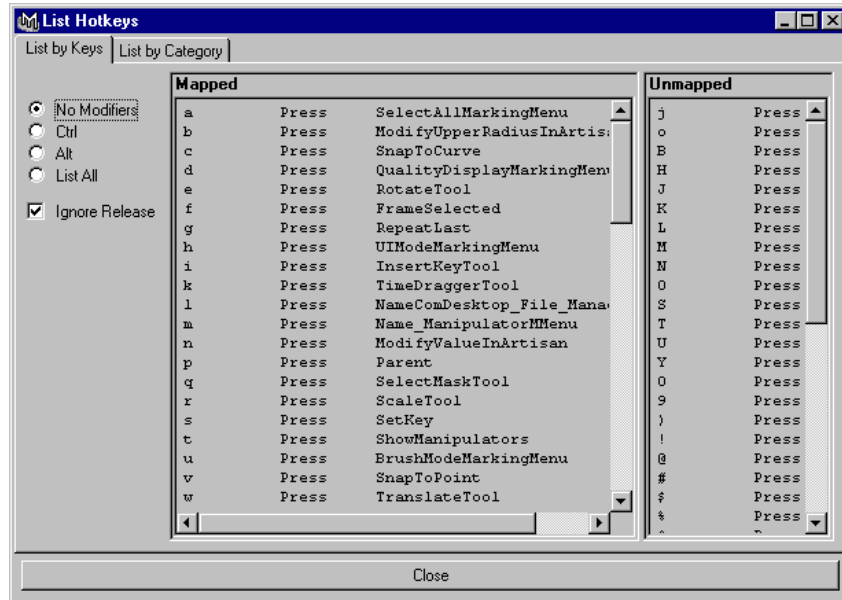 List Hotkeys
List by Keys List by Category
No Modifiers
Ctrl
Alt
List All
Ignore Release
Mapped
a Press SelectAllMarkingMenu
b Press ModifyUpperRadiusInArtis
c Press SnapToCurve
d Press QualityDisplayMarkingMen
e Press RotateTool
f Press FrameSelected
g Press RepeatLast
h Press UIModeMarkingMenu
i Press InsertKeyTool
k Press TimeDraggerTool
l Press NameComDesktop_File_Mana
m Press Name_ManipulatorMMenu
n Press ModifyValueInArtisan
p Press Parent
q Press SelectMaskTool
r Press ScaleTool
s Press SetKey
t Press ShowManipulators
u Press BrushModeMarkingMenu
v Press SnapToPoint
w Press TranslateTool
Unmapped
j Press
o Press
B Press
H Press
J Press
K Press
L Press
M Press
N Press
O Press
S Press
T Press
U Press
Y Press
0 Press
9 Press
) Press
! Press
@ Press
# Press
$ Press
% Press
Close